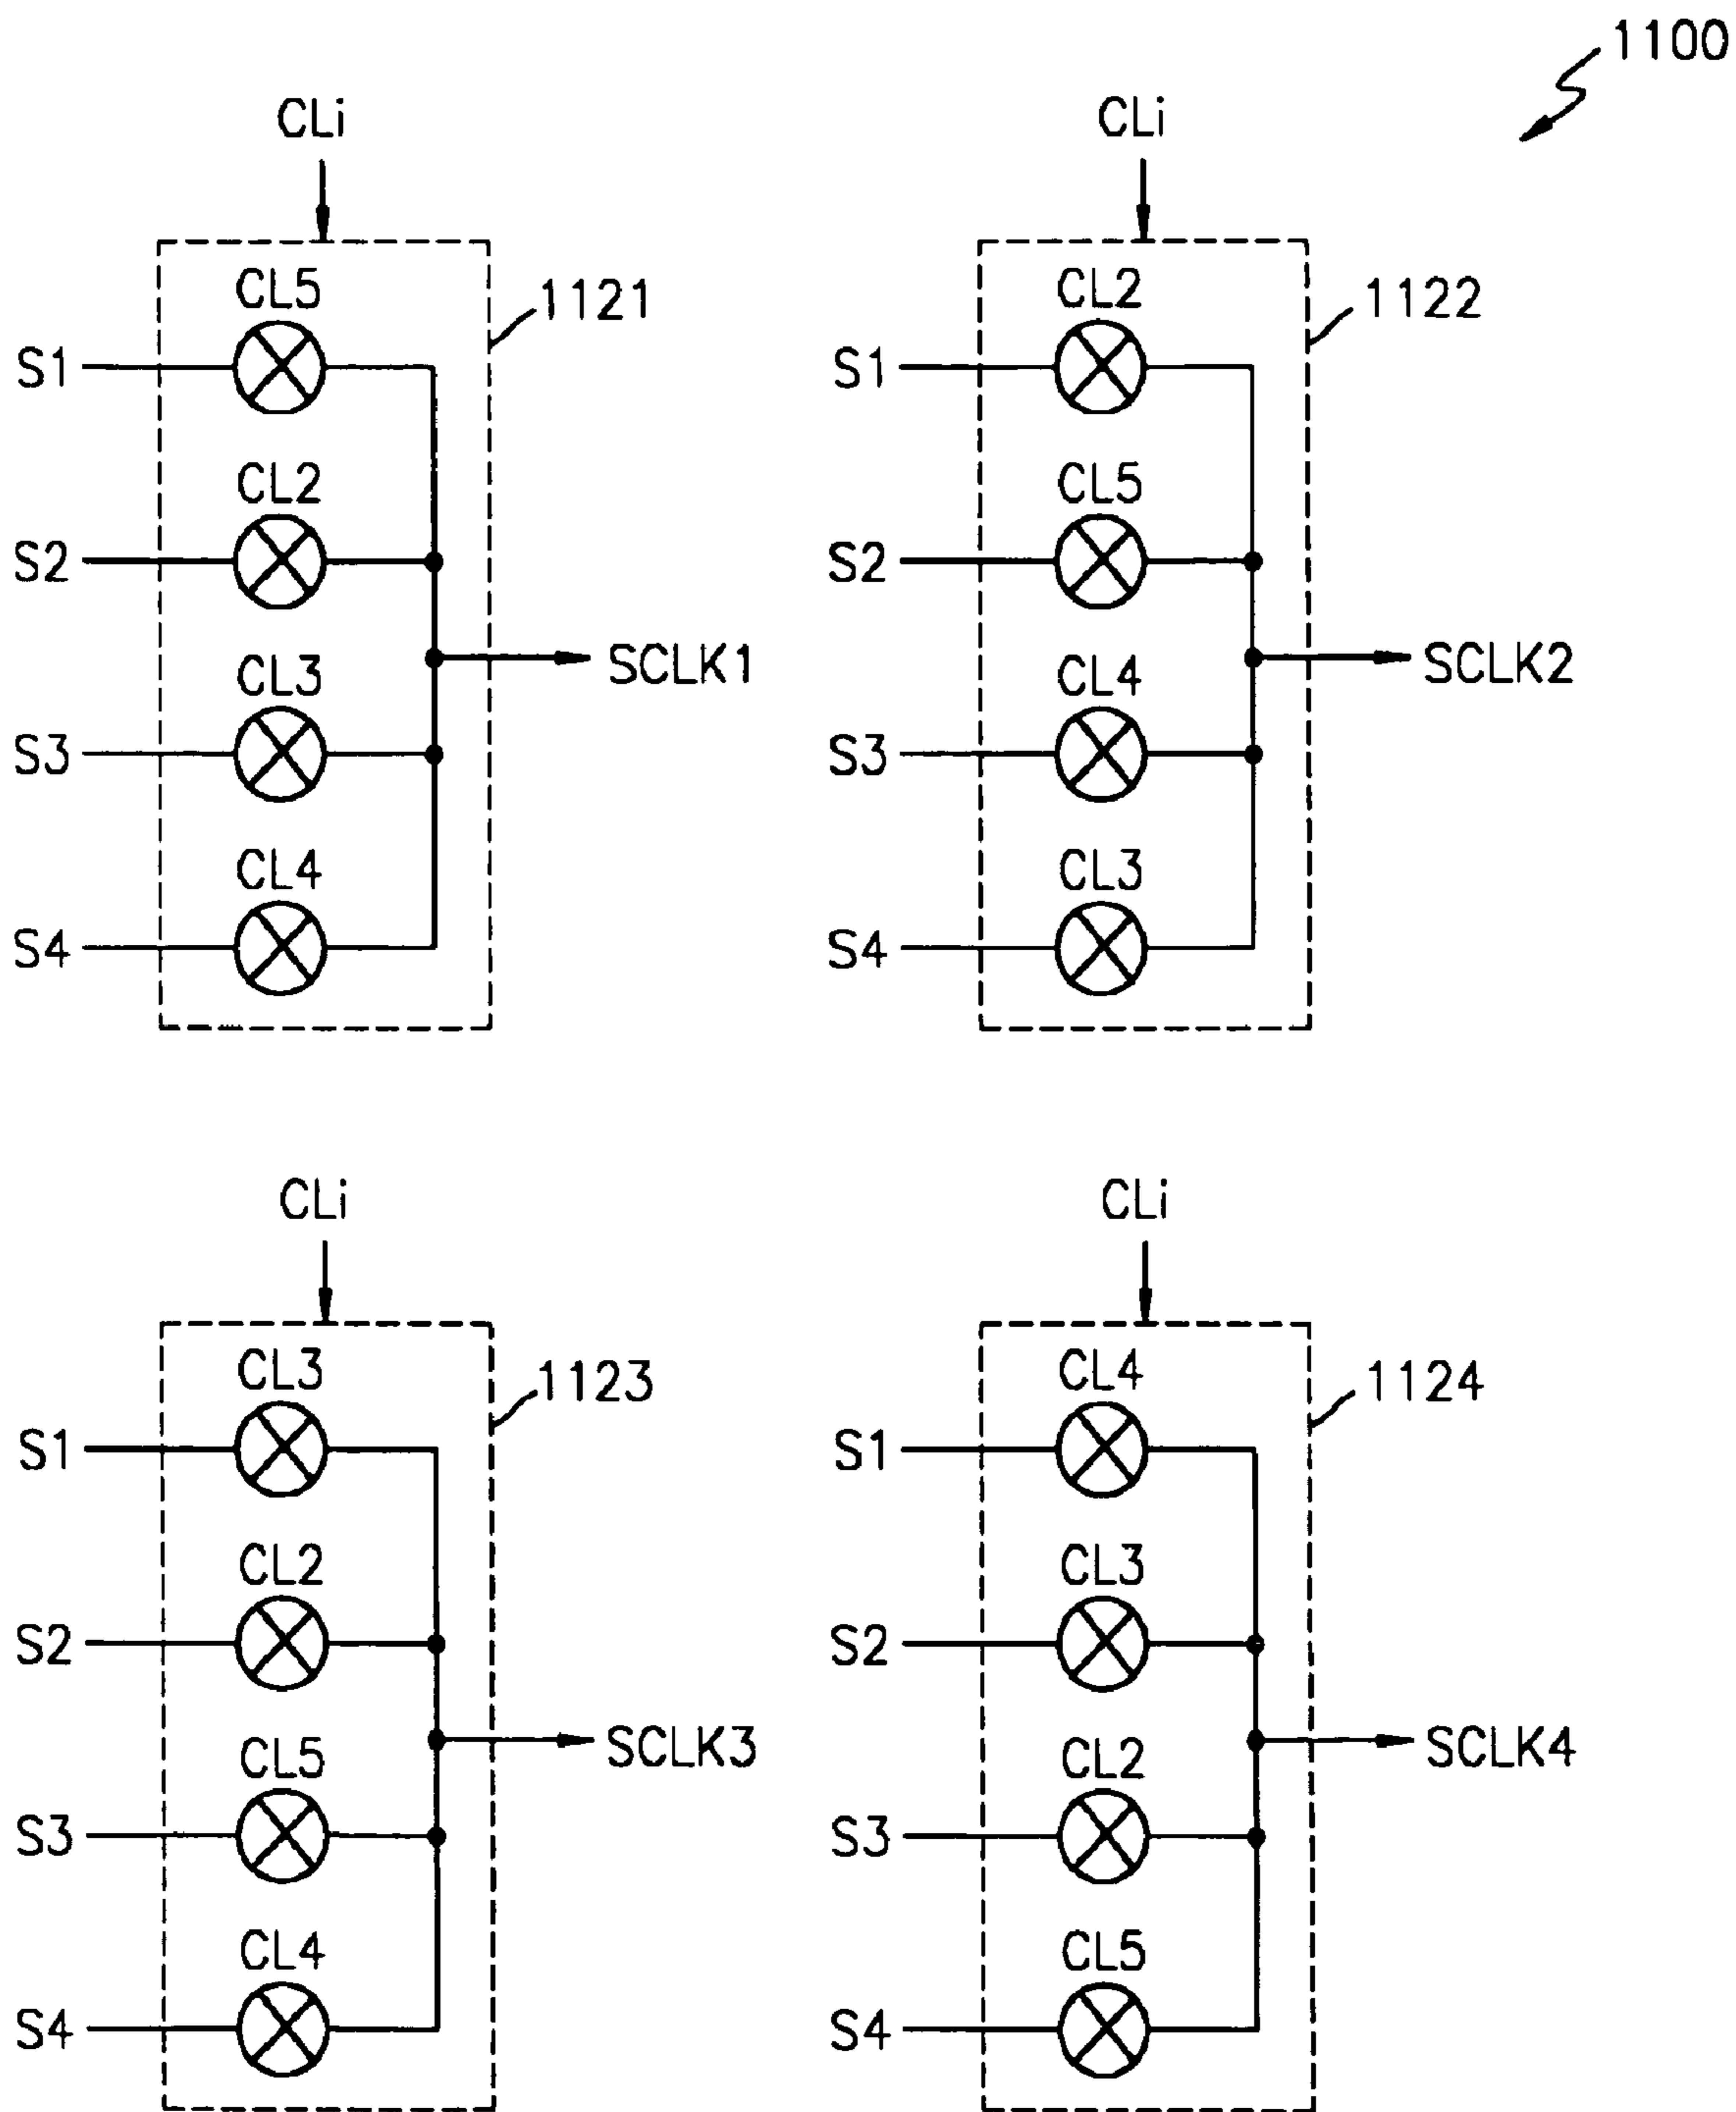 1100
CLi CLi
CL5 1121 CL2 1122
S1 S1
CL2 CL5
S2 S2
SCLK1 SCLK2
CL3 CL4
S3 S3
CL4 CL3
S4 S4
CLi CLi
CL3 1123 CL4 1124
S1 S1
CL2 CL3
S2 S2
SCLK3 SCLK4
CL5 CL2
S3 S3
CL4 CL5
S4 S4